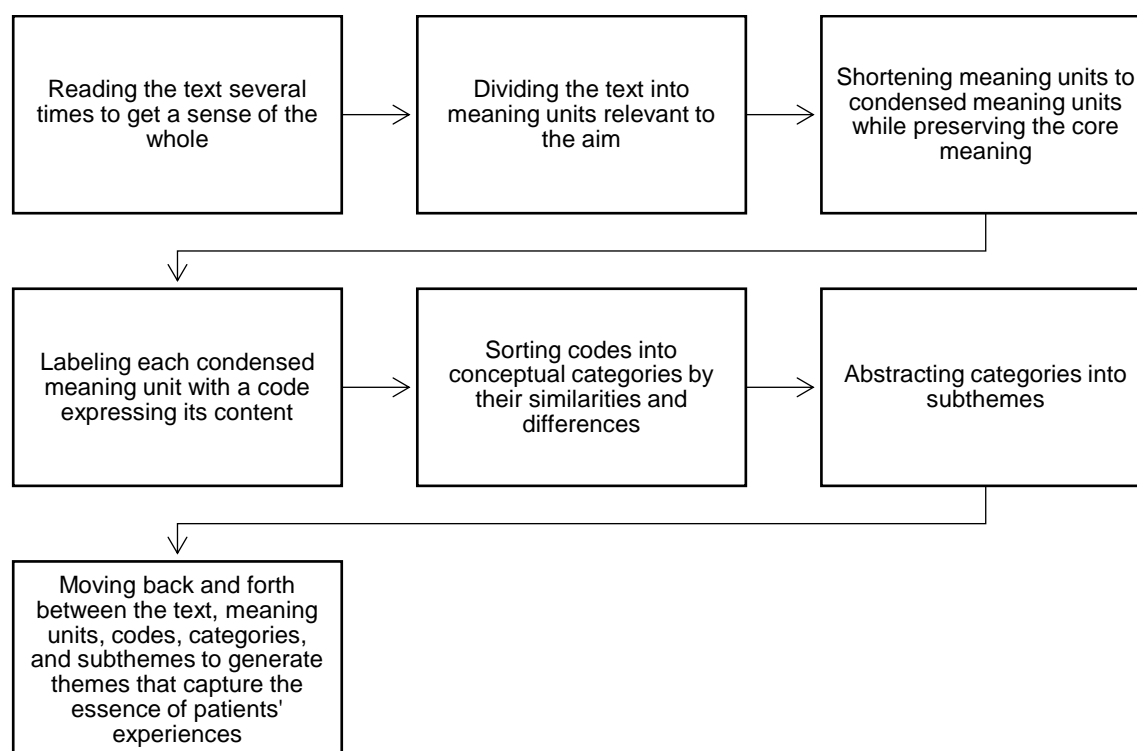 Reading the text several
times to get a sense of the
whole
Dividing the text into
meaning units relevant to
the aim
Shortening meaning units to
condensed meaning units
while preserving the core
meaning
Labeling each condensed
meaning unit with a code
expressing its content
Sorting codes into
conceptual categories by
their similarities and
differences
Abstracting categories into
subthemes
Moving back and forth
between the text, meaning
units, codes, categories,
and subthemes to generate
themes that capture the
essence of patients'
experiences